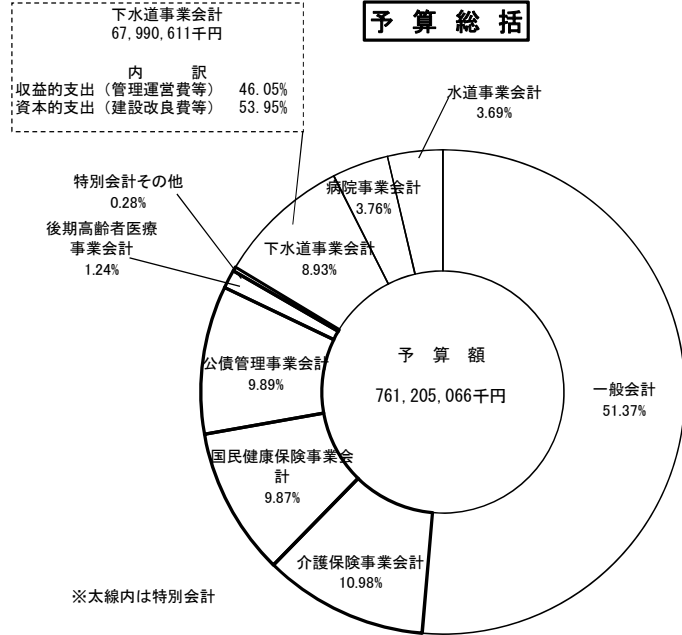 予算総括
下水道事業会計
67,990,611千円
内　　訳
収益的支出（管理運営費等）　46.05%
資本的支出（建設改良費等）　53.95%
水道事業会計
3.69%
病院事業会計
3.76%
下水道事業会計
8.93%
特別会計その他
0.28%
後期高齢者医療
事業会計
1.24%
公債管理事業会計
9.89%
国民健康保険事業会
計
9.87%
介護保険事業会計
10.98%
一般会計
51.37%
予　算　額
761,205,066千円
※太線内は特別会計